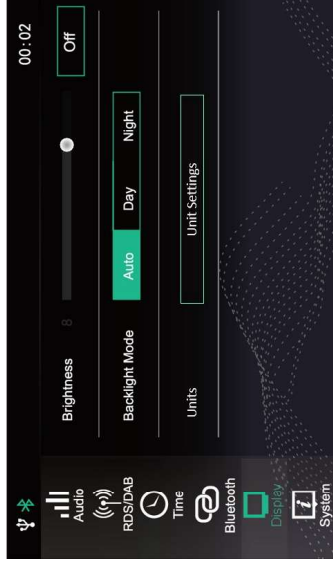 00:02
Audio
RDS/DAB
Time
Bluetooth
Display
System
Brightness 8 Off
Backlight Mode Auto Day Night
Units Unit Settings